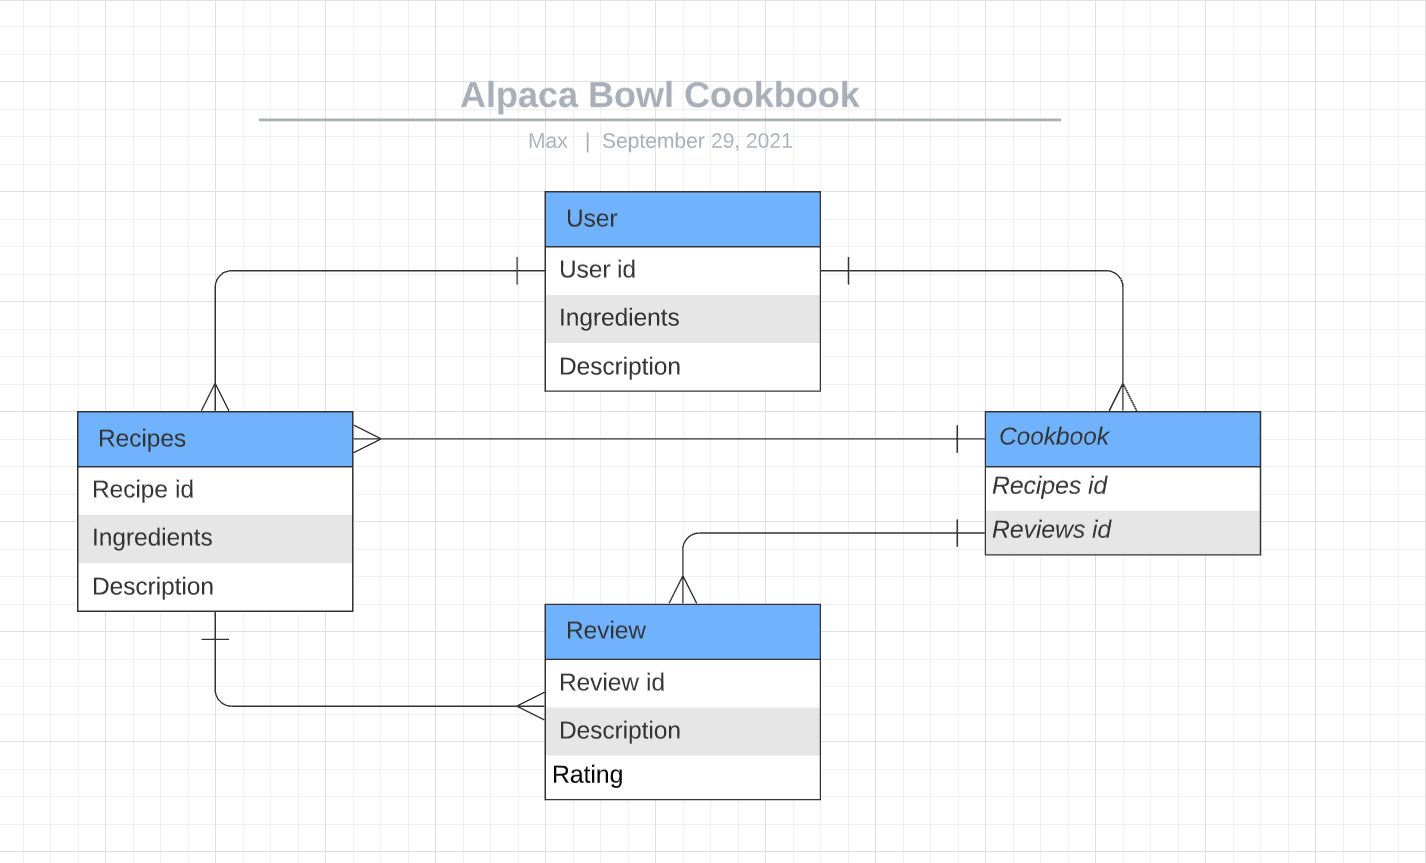 Alpaca Bowl Cookbook
Max | September 29, 2021
User
User id
Ingredients
Description
Recipes
Recipe id
Ingredients
Description
Cookbook
Recipes id
Reviews id
Review
Review id
Description
Rating